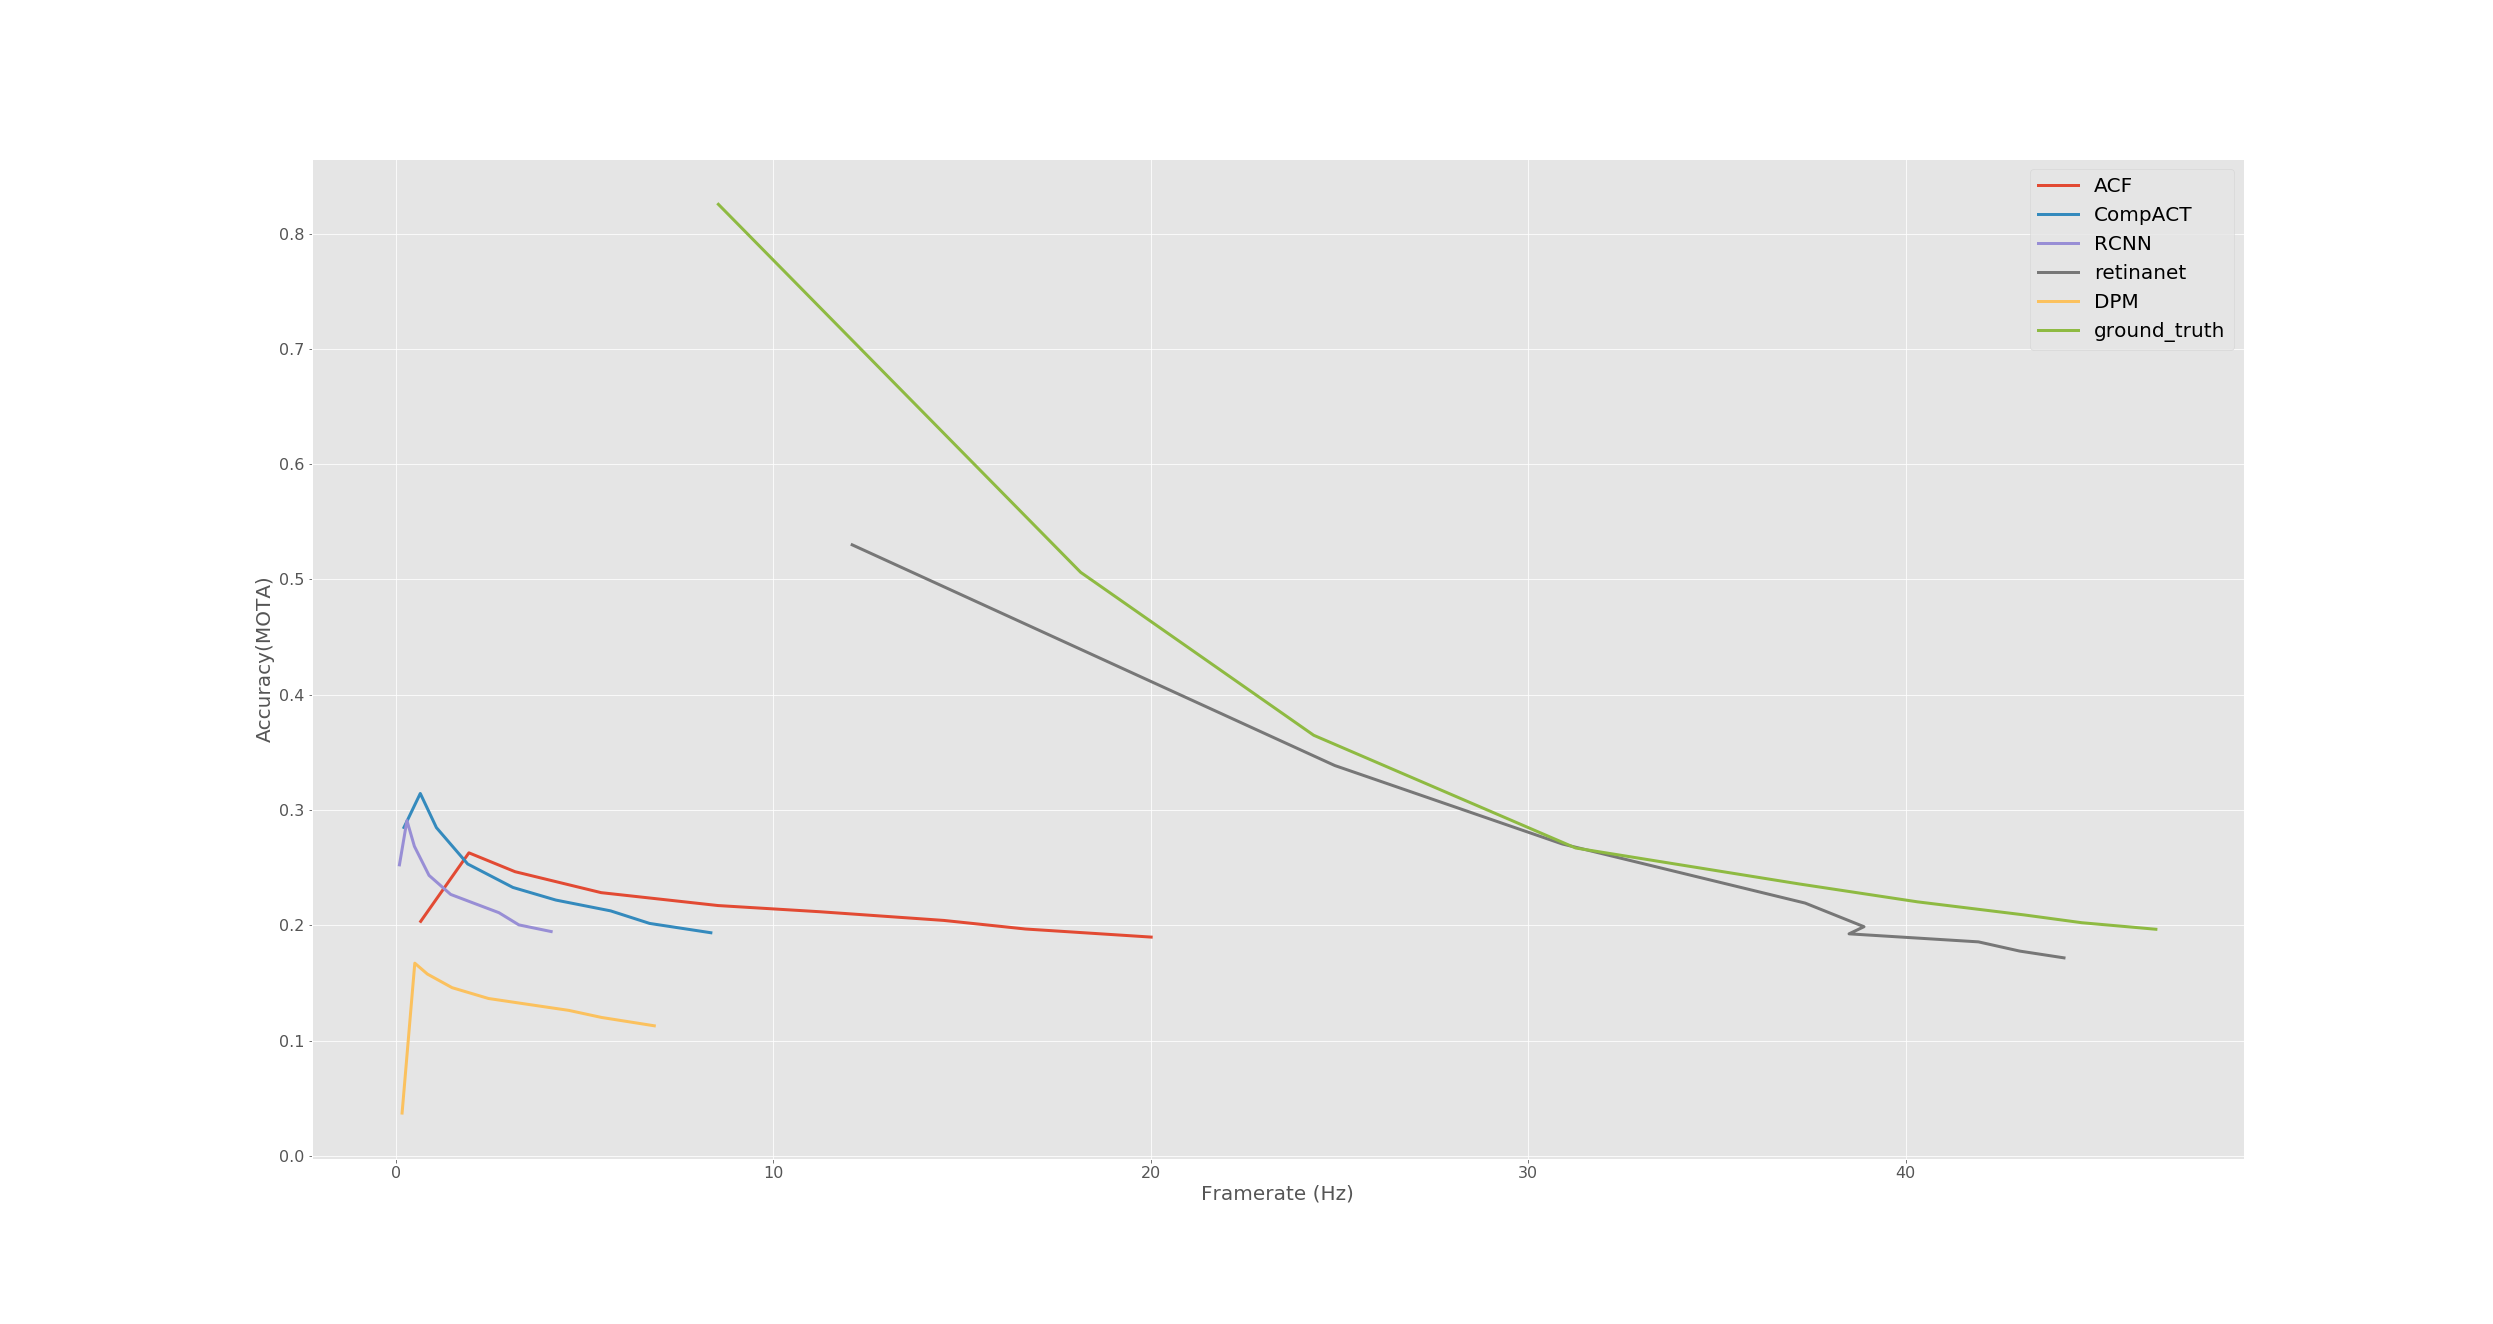 ACF
CompACT
RCNN
retinanet
DPM
ground_truth
0.8
0.7
0.6
0.5
0.4
0.3
0.2
0.1
0.0
Accuracy(MOTA)
0 10 20 30 40
Framerate (Hz)